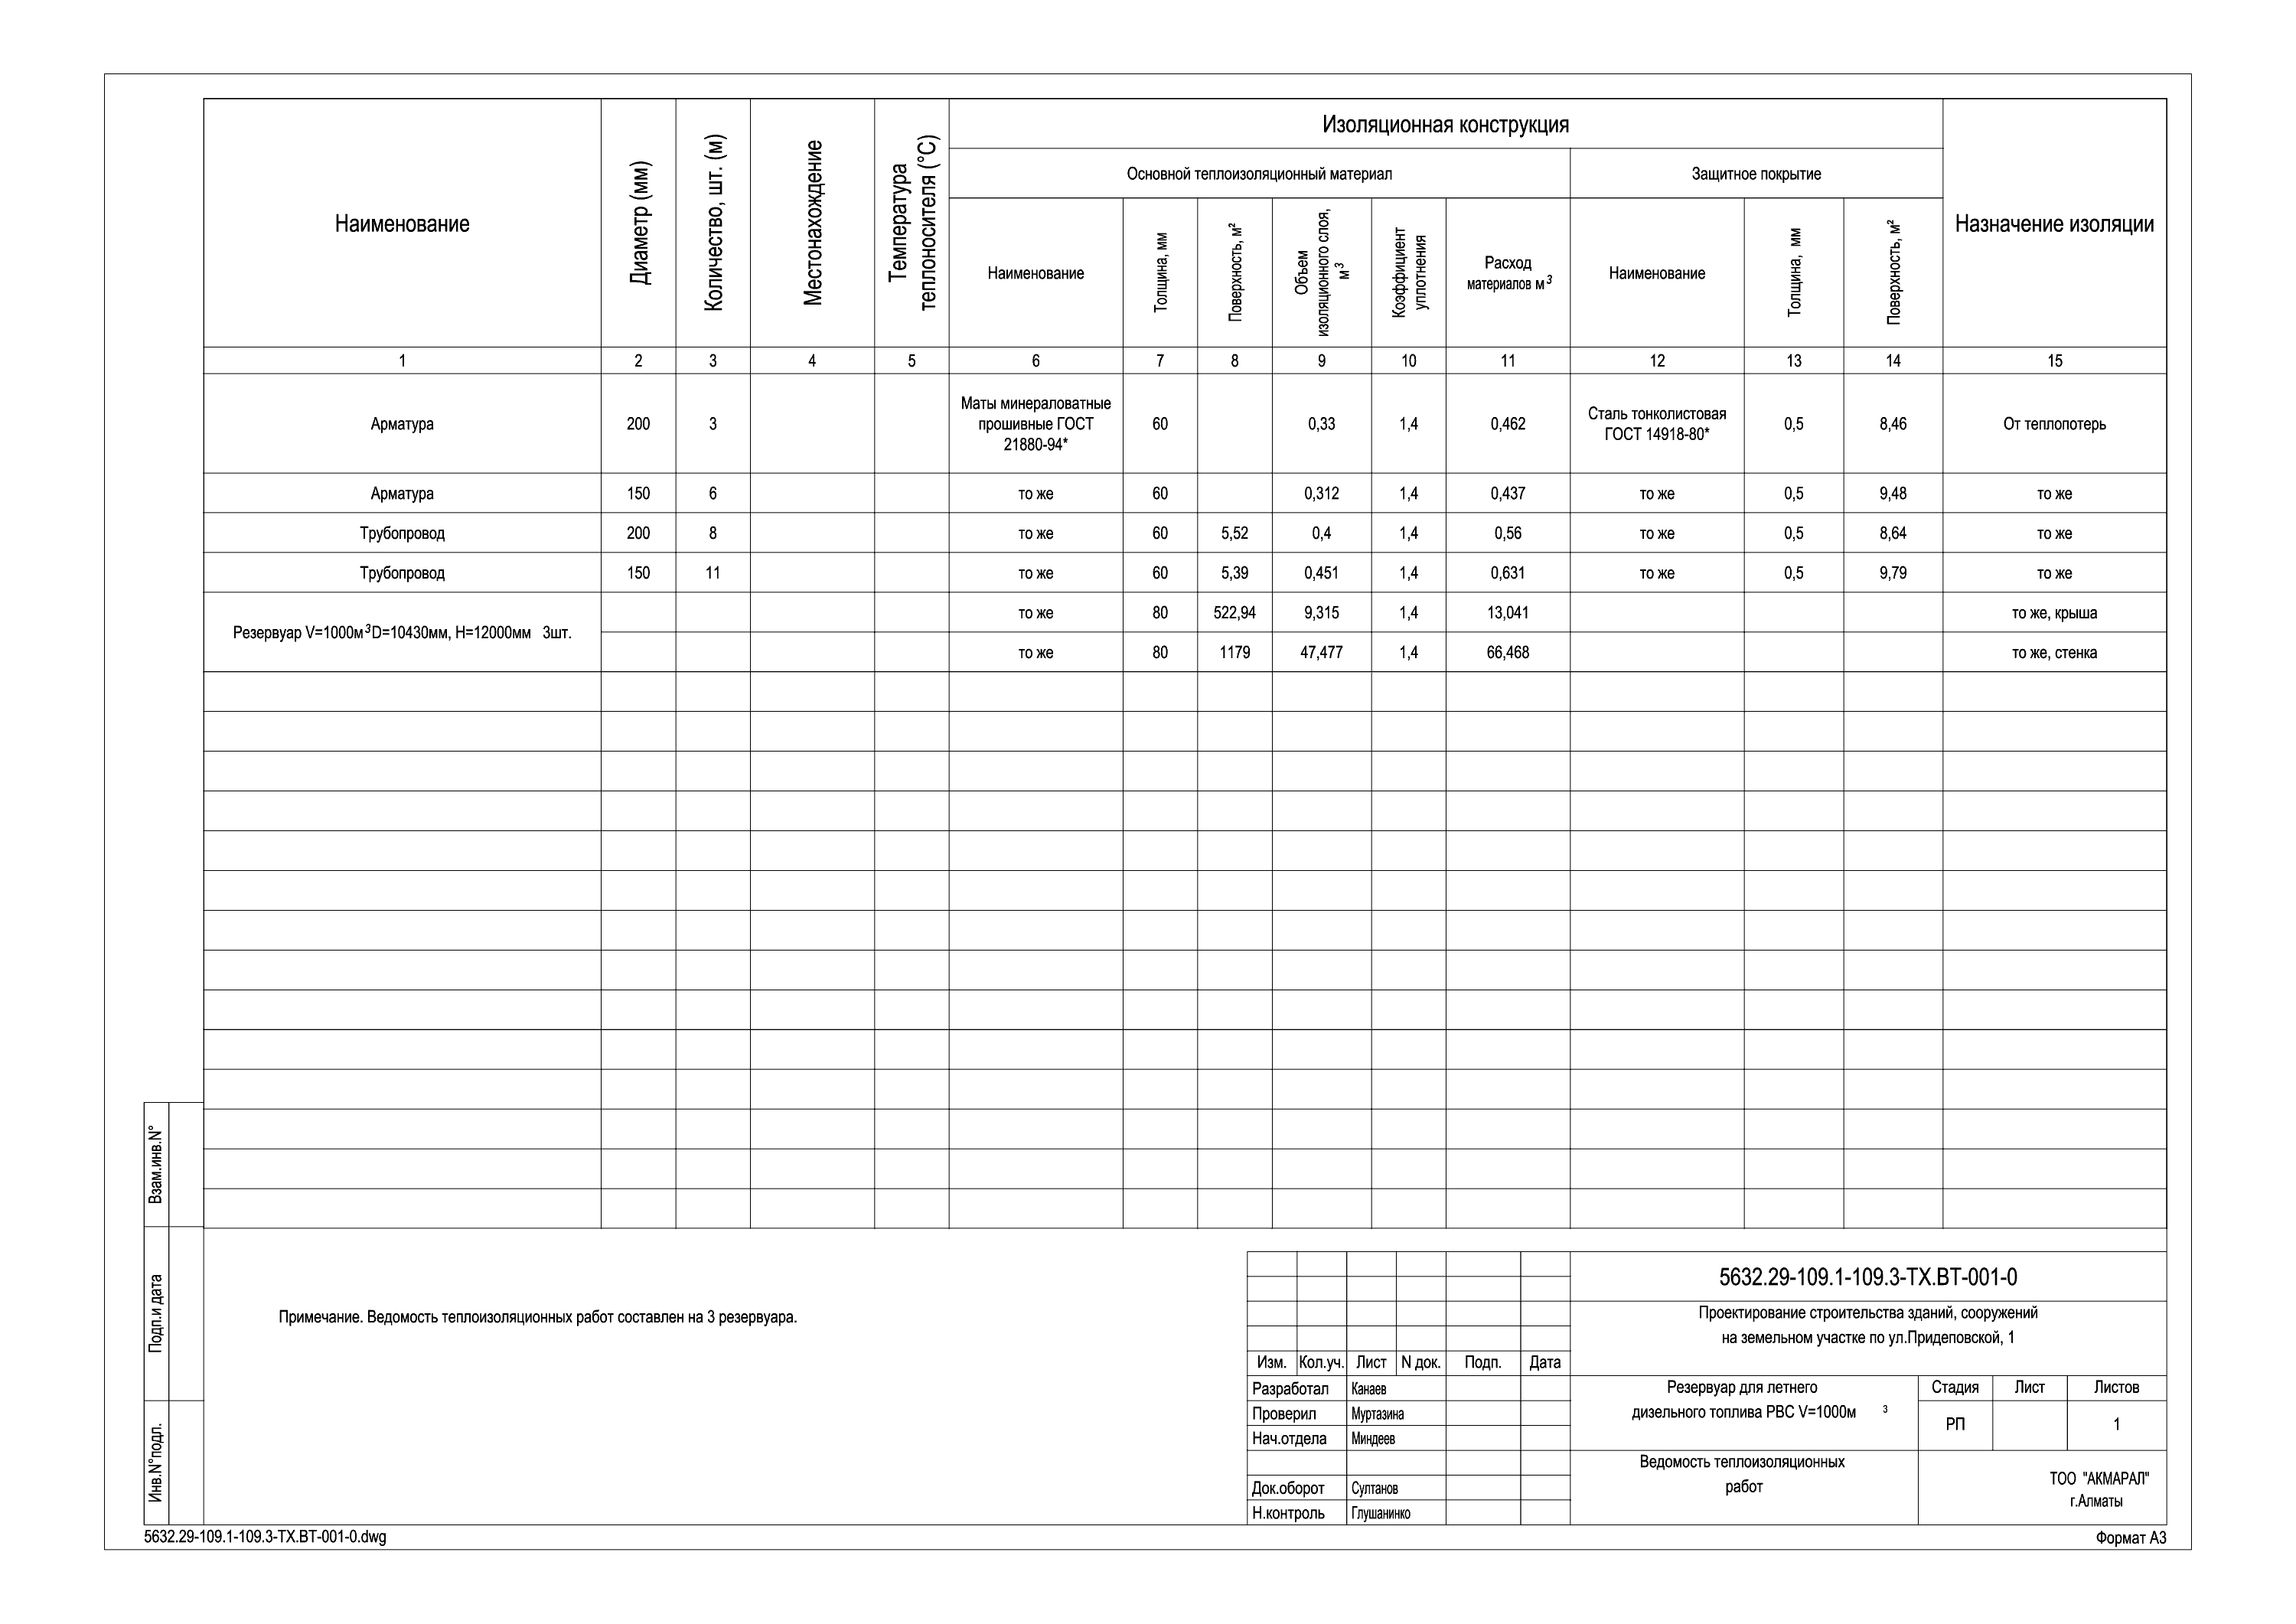 Наименование
Диаметр (мм)
Количество, шт. (м)
Местонахождение
Температура
теплоносителя (°C)
Изоляционная конструкция
Основной теплоизоляционный материал
Защитное покрытие
Назначение изоляции
Наименование
Толщина, мм
Поверхность, м²
Объем
изоляционного слоя,
м³
Коэффициент
уплотнения
Расход
материалов м³
Наименование
Толщина, мм
Поверхность, м²
1 2 3 4 5 6 7 8 9 10 11 12 13 14 15
Маты минераловатные
прошивные ГОСТ
21880-94*
Сталь тонколистовая
ГОСТ 14918-80*
Арматура 200 3 60 0,33 1,4 0,462 0,5 8,46 От теплопотерь
Арматура 150 6 то же 60 0,312 1,4 0,437 то же 0,5 9,48 то же
Трубопровод 200 8 то же 60 5,52 0,4 1,4 0,56 то же 0,5 8,64 то же
Трубопровод 150 11 то же 60 5,39 0,451 1,4 0,631 то же 0,5 9,79 то же
Резервуар V=1000м³D=10430мм, H=12000мм 3шт.
то же 80 522,94 9,315 1,4 13,041 то же, крыша
то же 80 1179 47,477 1,4 66,468 то же, стенка
Взам.инв.N°
Подп.и дата
Инв.N°подл.
Примечание. Ведомость теплоизоляционных работ составлен на 3 резервуара.
5632.29-109.1-109.3-ТХ.ВТ-001-0
Проектирование строительства зданий, сооружений
на земельном участке по ул.Придеповской, 1
Изм. Кол.уч. Лист N док. Подп. Дата
Разработал Канаев
Проверил Муртазина
Нач.отдела Миндеев
Док.оборот Султанов
Н.контроль Глушанинко
Резервуар для летнего
дизельного топлива РВС V=1000м ³
Стадия Лист Листов
РП 1
Ведомость теплоизоляционных
работ
ТОО "АКМАРАЛ"
г.Алматы
5632.29-109.1-109.3-ТХ.ВТ-001-0.dwg
Формат А3